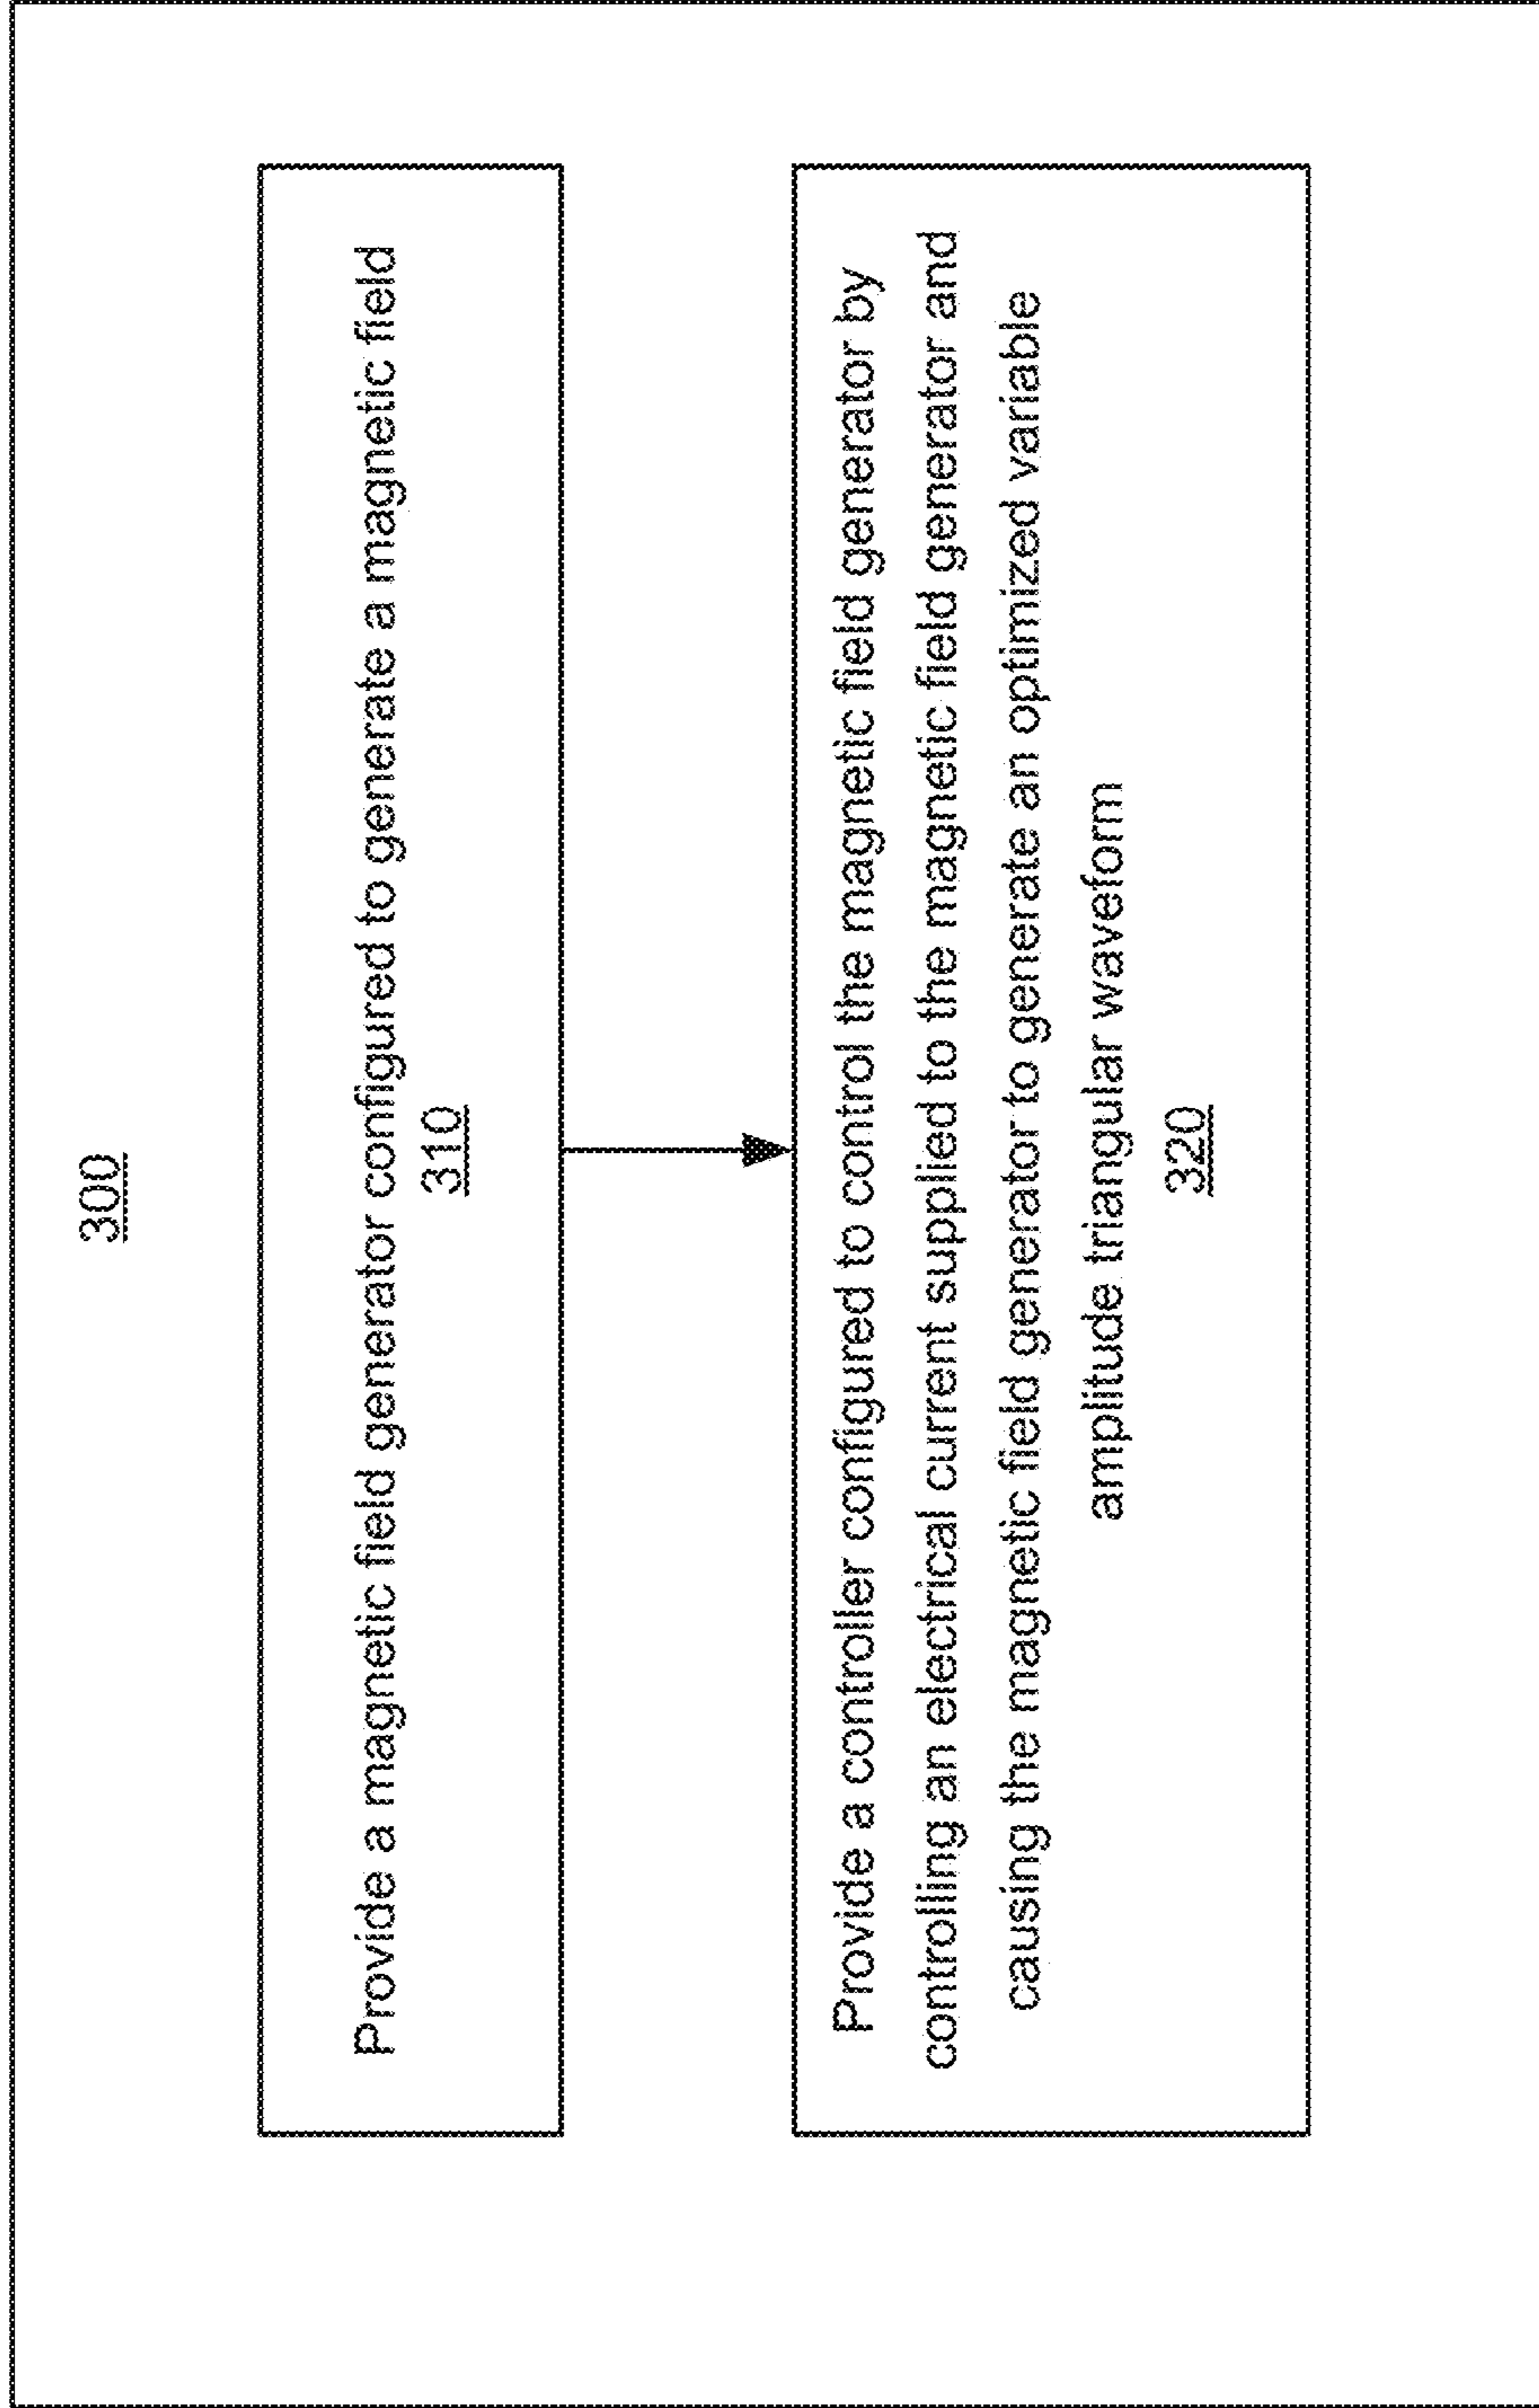 300
Provide a magnetic field generator configured to generate a magnetic field
310
Provide a controller configured to control the magnetic field generator by
controlling an electrical current supplied to the magnetic field generator and
causing the magnetic field generator to generate an optimized variable
amplitude triangular waveform
320